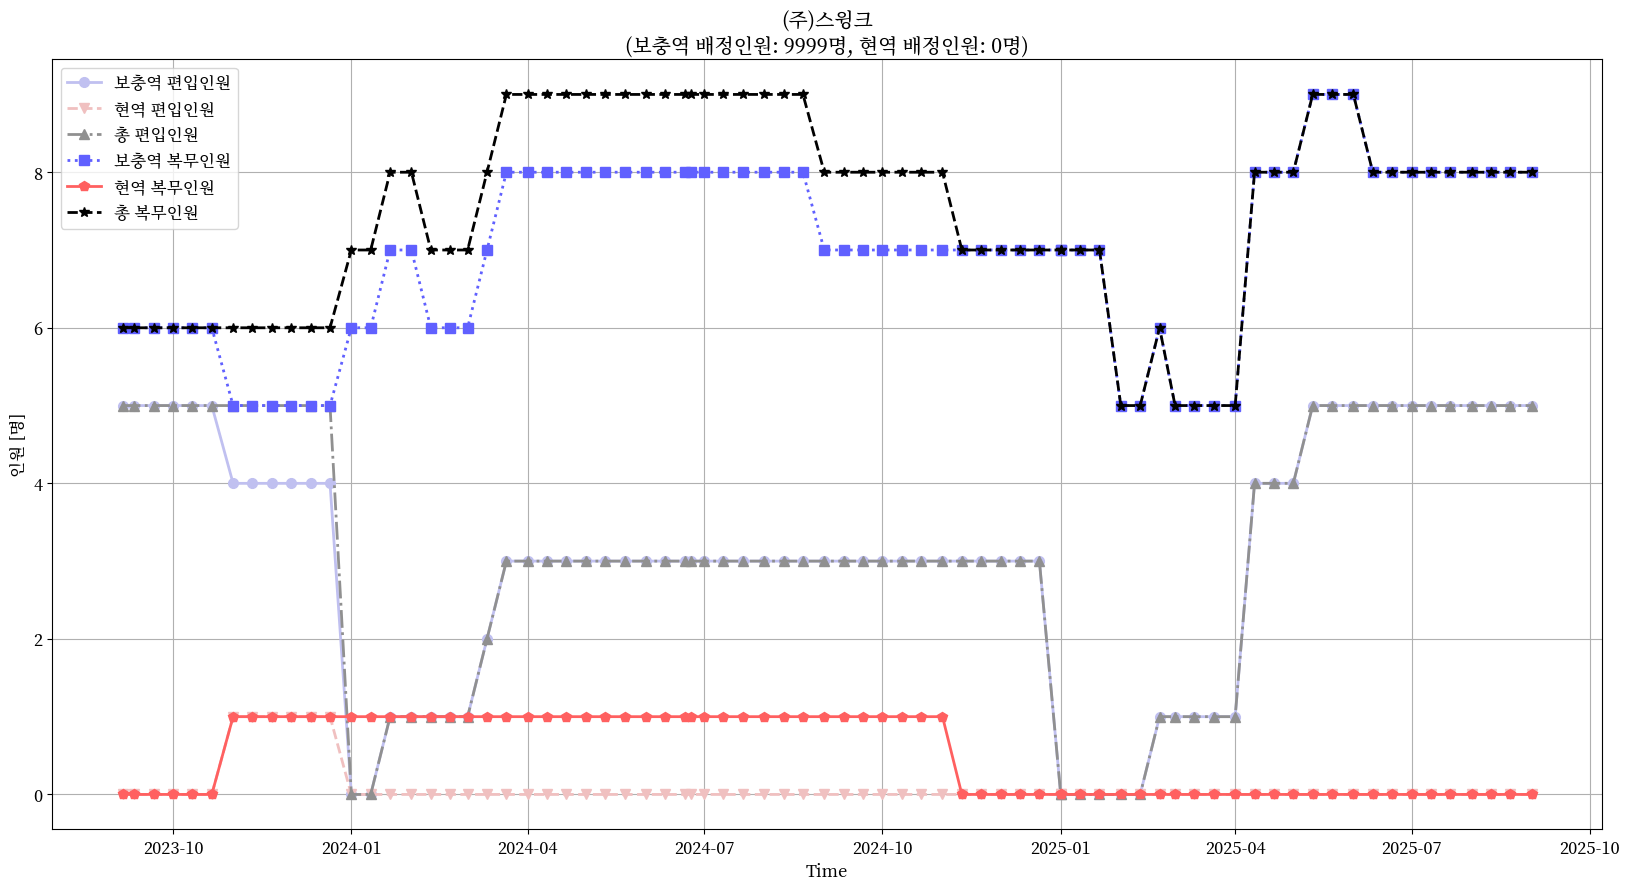 (주)스윙크
(보충역 배정인원: 9999명, 현역 배정인원: 0명)
보충역 편입인원
현역 편입인원
총 편입인원
보충역 복무인원
현역 복무인원
총 복무인원
8
6
4
2
0
인원 [명]
2023-10 2024-01 2024-04 2024-07 2024-10 2025-01 2025-04 2025-07 2025-10
Time